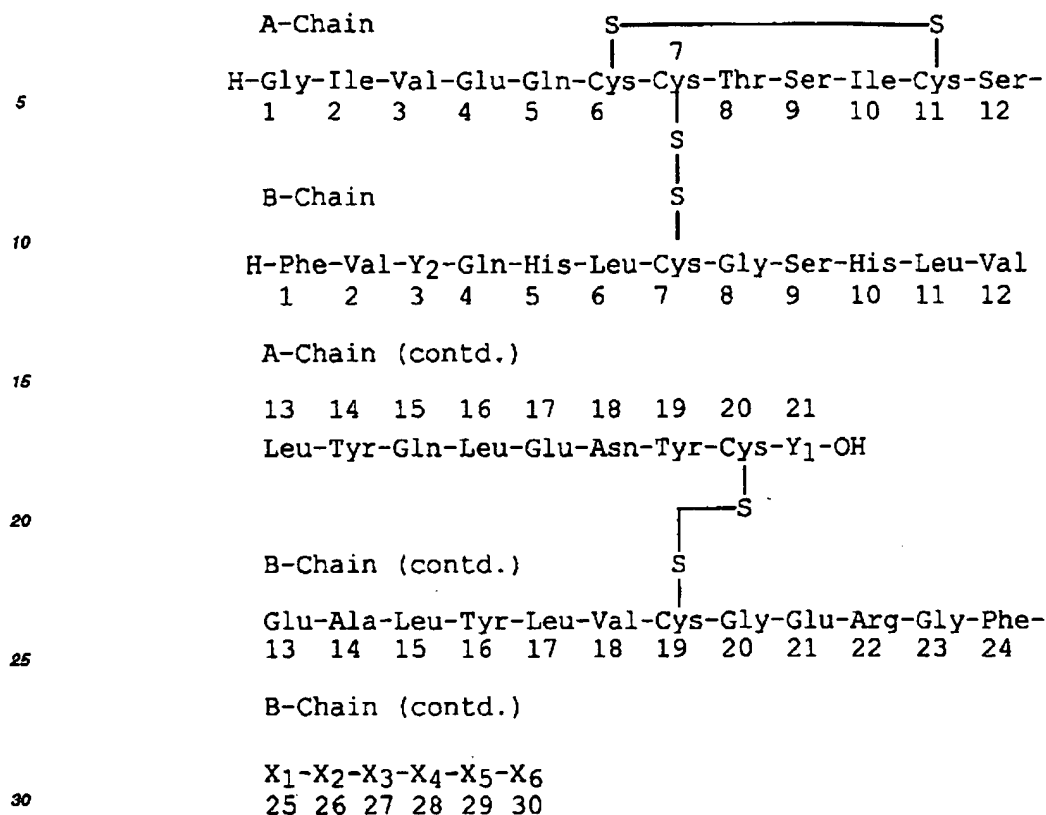 A-Chain S S
7
H-Gly-Ile-Val-Glu-Gln-Cys-Cys-Thr-Ser-Ile-Cys-Ser-
5 1 2 3 4 5 6 8 9 10 11 12
S
B-Chain S
10
H-Phe-Val-Y2-Gln-His-Leu-Cys-Gly-Ser-His-Leu-Val
1 2 3 4 5 6 7 8 9 10 11 12
A-Chain (contd.)
15
13 14 15 16 17 18 19 20 21
Leu-Tyr-Gln-Leu-Glu-Asn-Tyr-Cys-Y1-OH
S
20
B-Chain (contd.) S
Glu-Ala-Leu-Tyr-Leu-Val-Cys-Gly-Glu-Arg-Gly-Phe-
13 14 15 16 17 18 19 20 21 22 23 24
25
B-Chain (contd.)
X1-X2-X3-X4-X5-X6
30 25 26 27 28 29 30